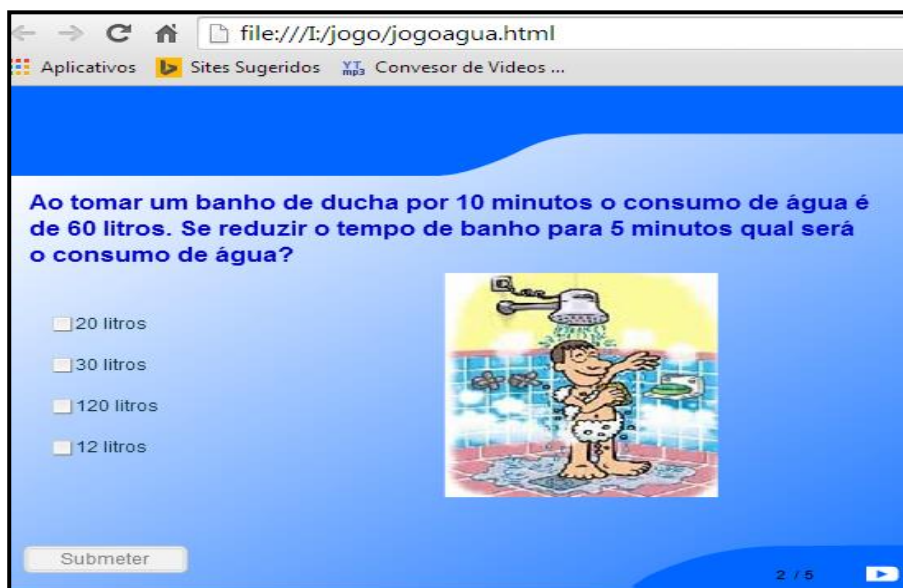 file:///I:/jogo/jogoagua.html
Aplicativos Sites Sugeridos YT mp3 Convesor de Videos ...
Ao tomar um banho de ducha por 10 minutos o consumo de água é
de 60 litros. Se reduzir o tempo de banho para 5 minutos qual será
o consumo de água?
20 litros
30 litros
120 litros
12 litros
Submeter
2 / 5